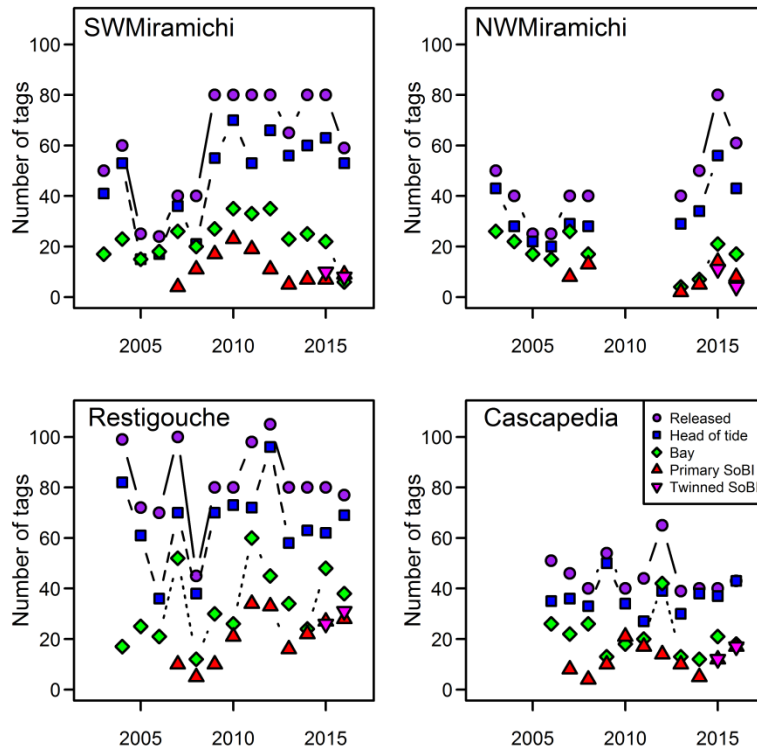 SWMiramichi
Number of tags
100
80
60
40
20
0
2005 2010 2015
NWMiramichi
Number of tags
100
80
60
40
20
0
2005 2010 2015
Restigouche
Number of tags
100
80
60
40
20
0
2005 2010 2015
Cascapedia
Number of tags
100
80
60
40
20
0
2005 2010 2015
Released
Head of tide
Bay
Primary SoBI
Twinned SoBI